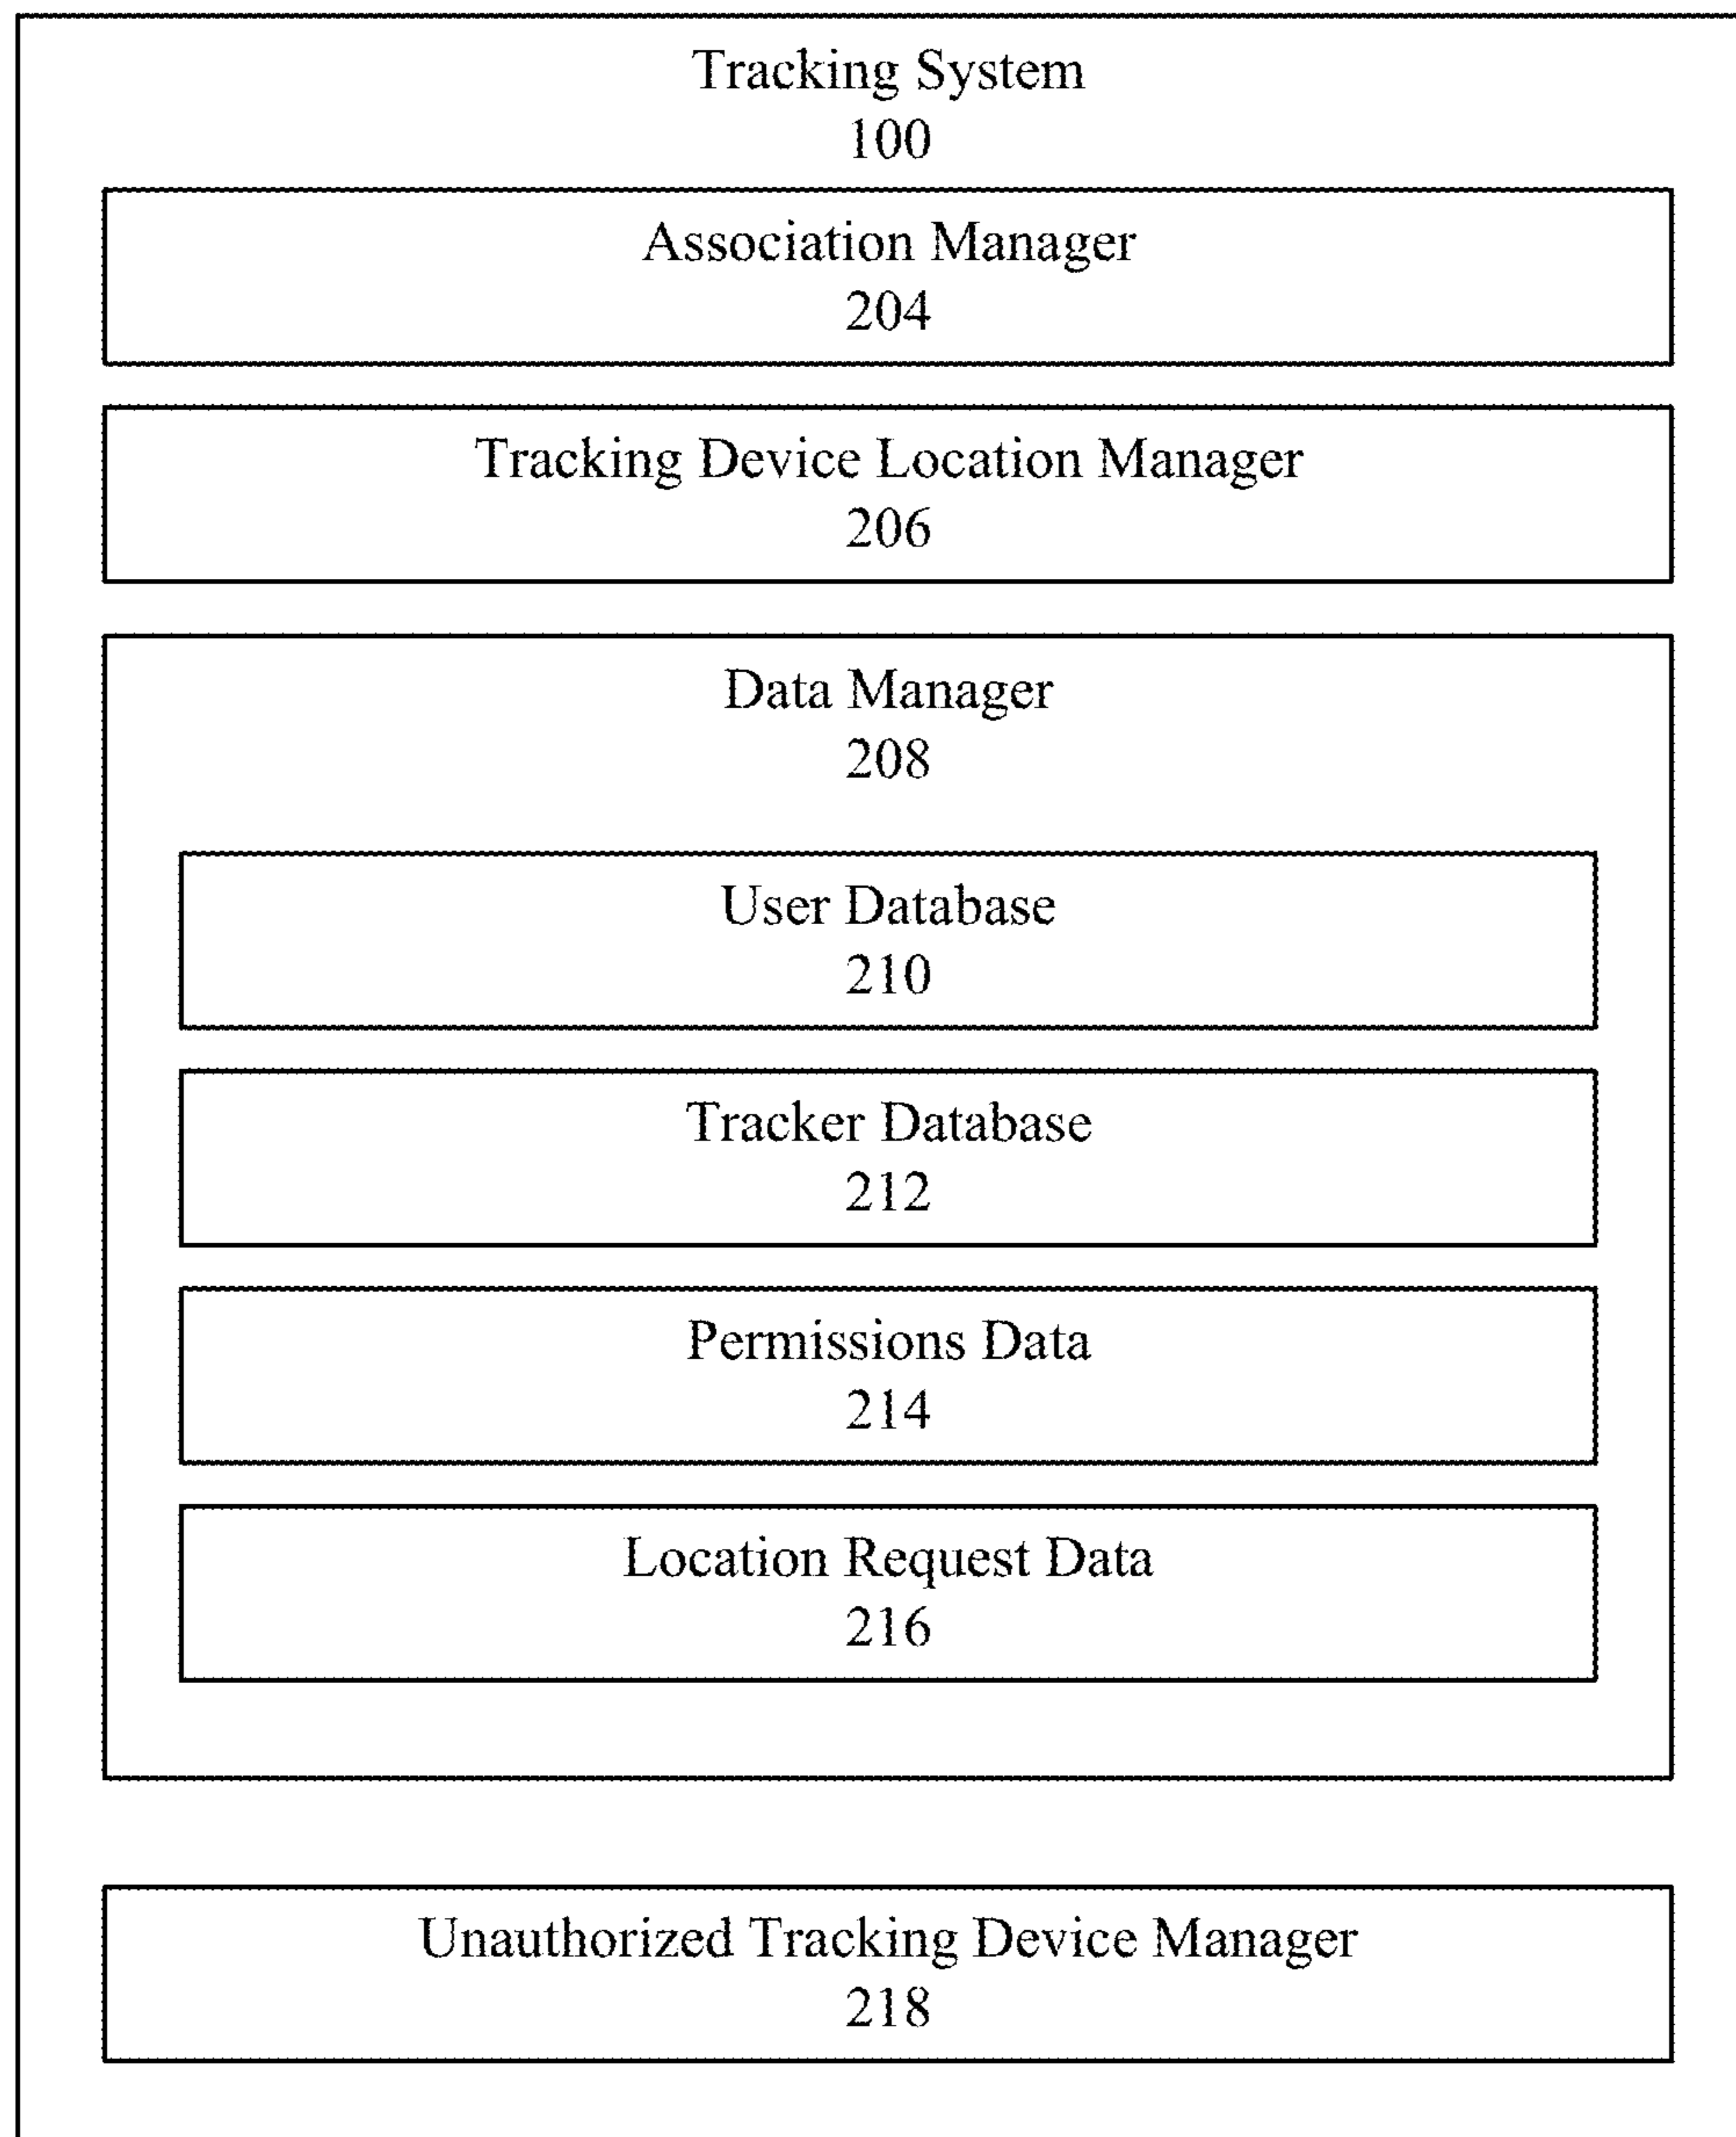 Tracking System
100
Association Manager
204
Tracking Device Location Manager
206
Data Manager
208
User Database
210
Tracker Database
212
Permissions Data
214
Location Request Data
216
Unauthorized Tracking Device Manager
218